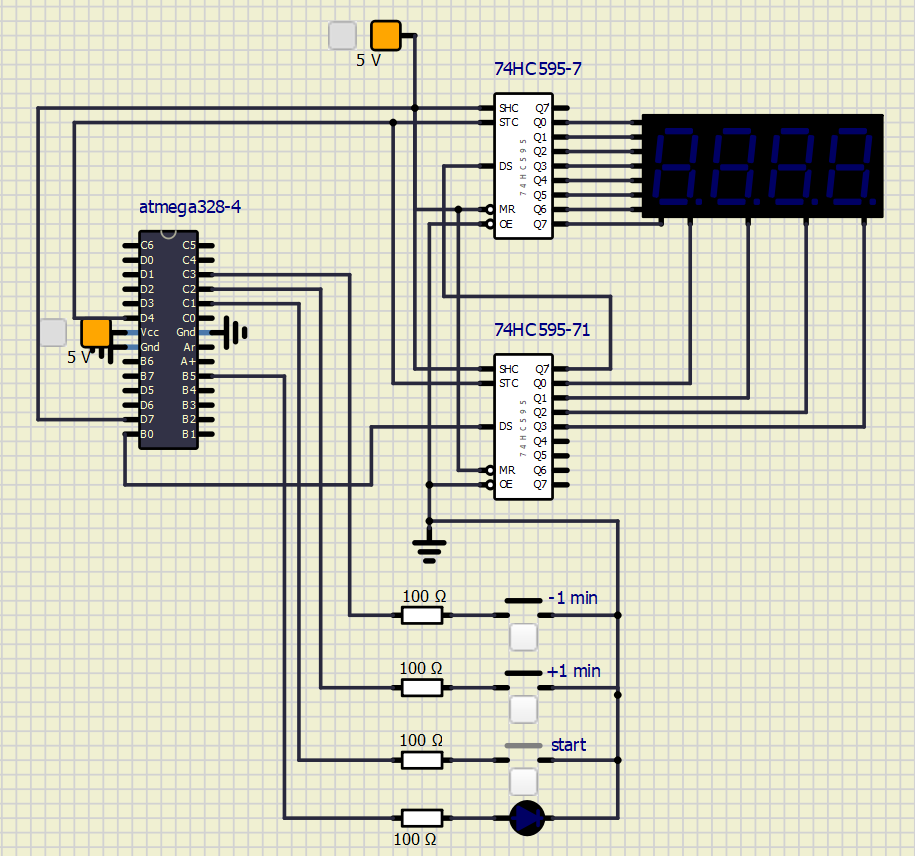 5 V
74HC595-7
SHC Q7
STC Q0
Q1
Q2
DS Q3
Q4
Q5
MR Q6
OE Q7
74HC595
atmega328-4
C6 C5
D0 C4
D1 C3
D2 C2
D3 C1
D4 C0
Vcc Gnd
Gnd Ar
B6 A+
B7 B5
D5 B4
D6 B3
D7 B2
B0 B1
5 V
74HC595-71
SHC Q7
STC Q0
Q1
Q2
DS Q3
Q4
Q5
MR Q6
OE Q7
74HC595
100 Ω
-1 min
100 Ω
+1 min
100 Ω
start
100 Ω